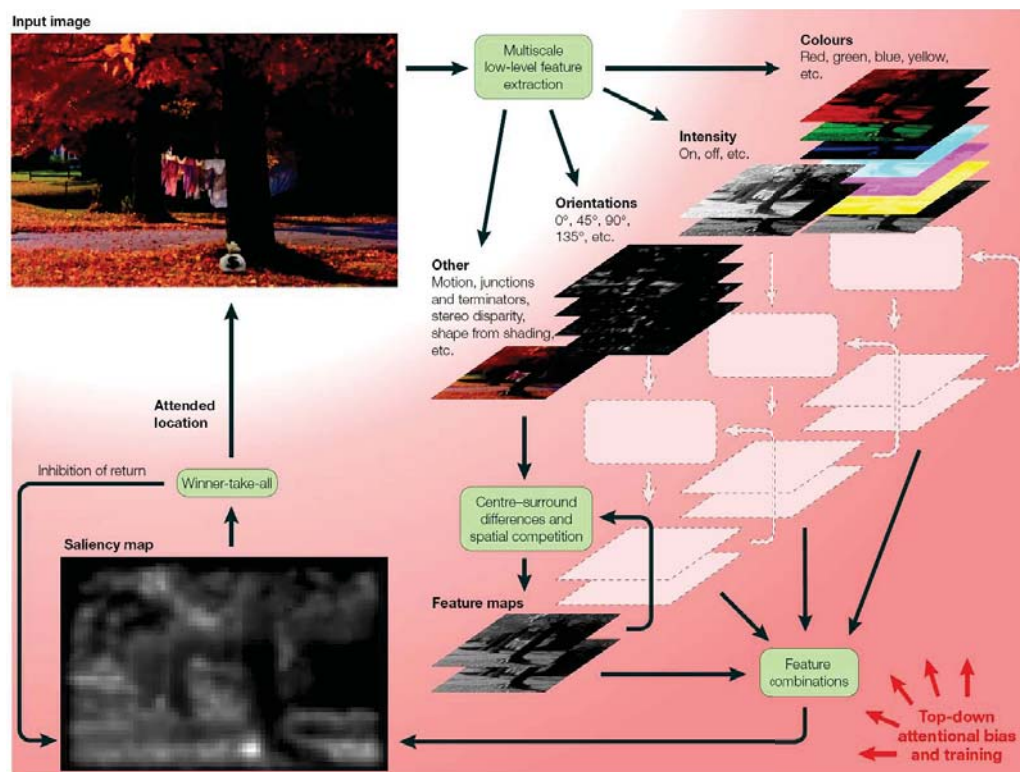 Input image
Multiscale
low-level feature
extraction
Colours
Red, green, blue, yellow,
etc.
Intensity
On, off, etc.
Orientations
0°, 45°, 90°,
135°, etc.
Other
Motion, junctions
and terminators,
stereo disparity,
shape from shading,
etc.
Attended
location
Inhibition of return
Winner-take-all
Centre–surround
differences and
spatial competition
Saliency map
Feature maps
Feature
combinations
Top-down
attentional bias
and training